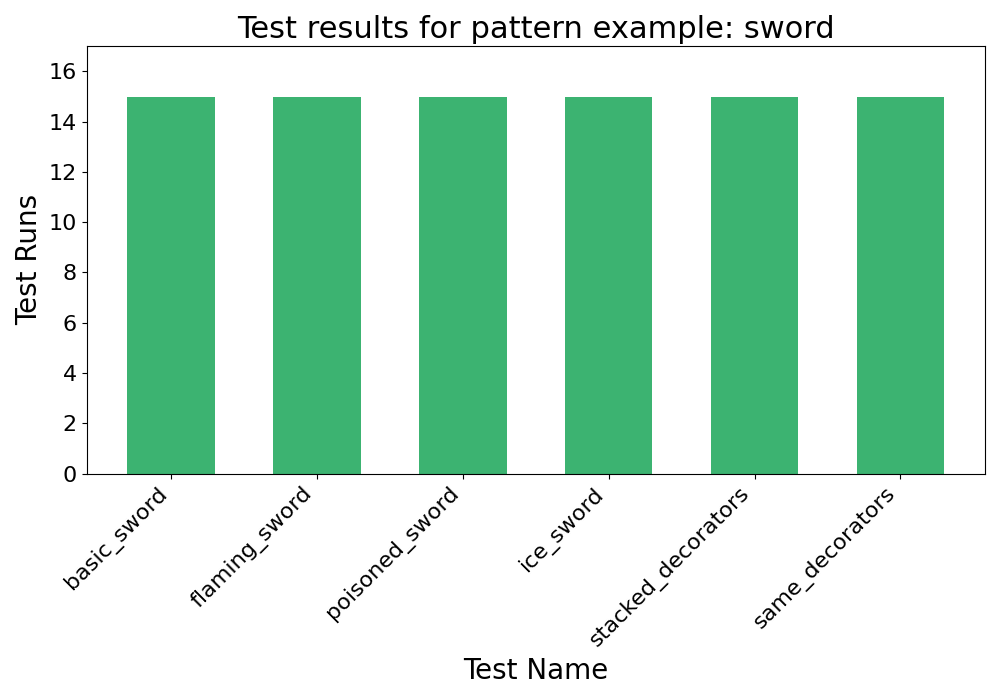 Test results for pattern example: sword
Test Runs
16
14
12
10
8
6
4
2
0
basic_sword
flaming_sword
poisoned_sword
ice_sword
stacked_decorators
same_decorators
Test Name